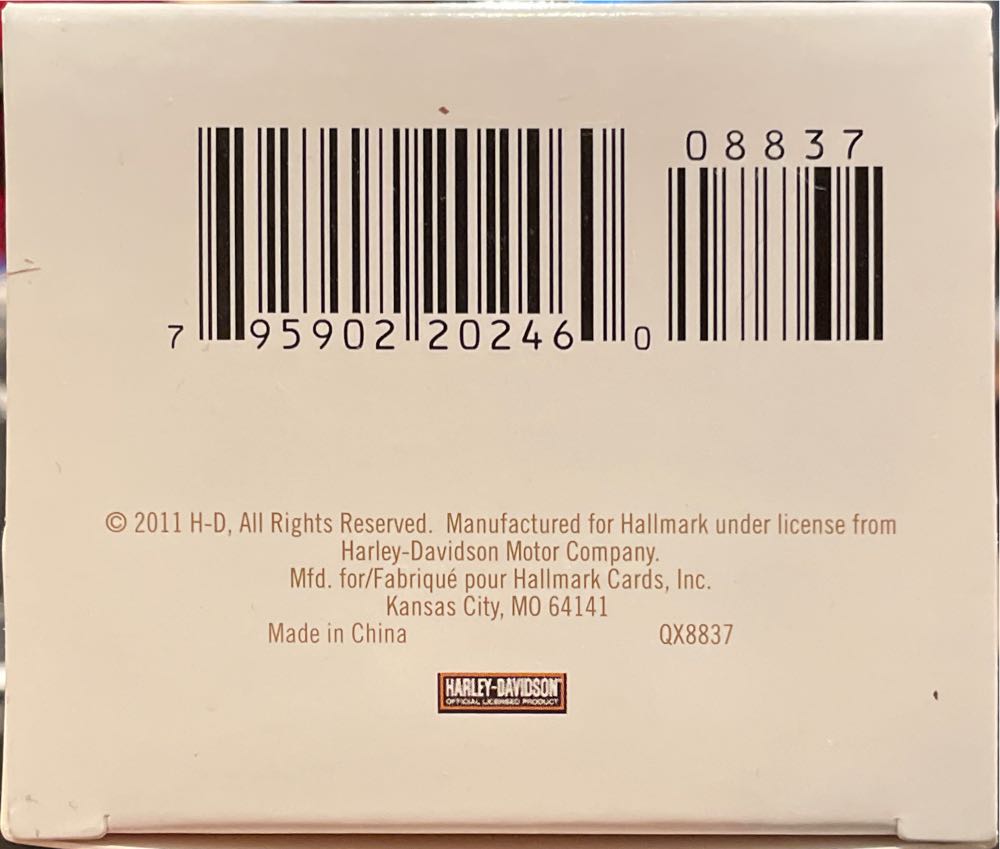 08837
7 95902 20246 0
© 2011 H-D, All Rights Reserved. Manufactured for Hallmark under license from
Harley-Davidson Motor Company.
Mfd. for/Fabriqué pour Hallmark Cards, Inc.
Kansas City, MO 64141
Made in China QX8837
HARLEY-DAVIDSON
OFFICIAL LICENSED PRODUCT